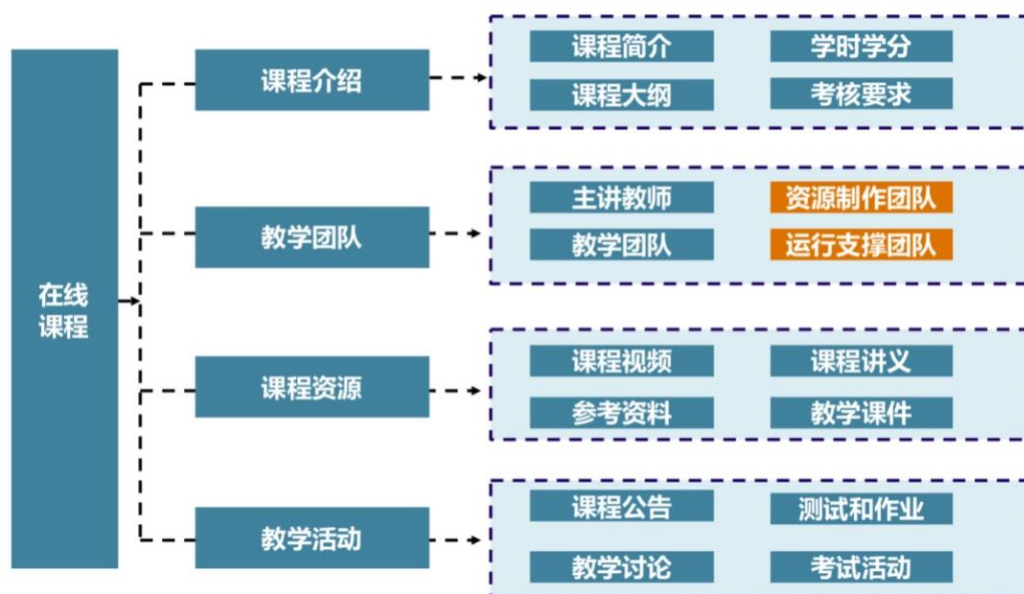 在线
课程
课程介绍
课程简介
学时学分
课程大纲
考核要求
教学团队
主讲教师
资源制作团队
教学团队
运行支撑团队
课程资源
课程视频
课程讲义
参考资料
教学课件
教学活动
课程公告
测试和作业
教学讨论
考试活动